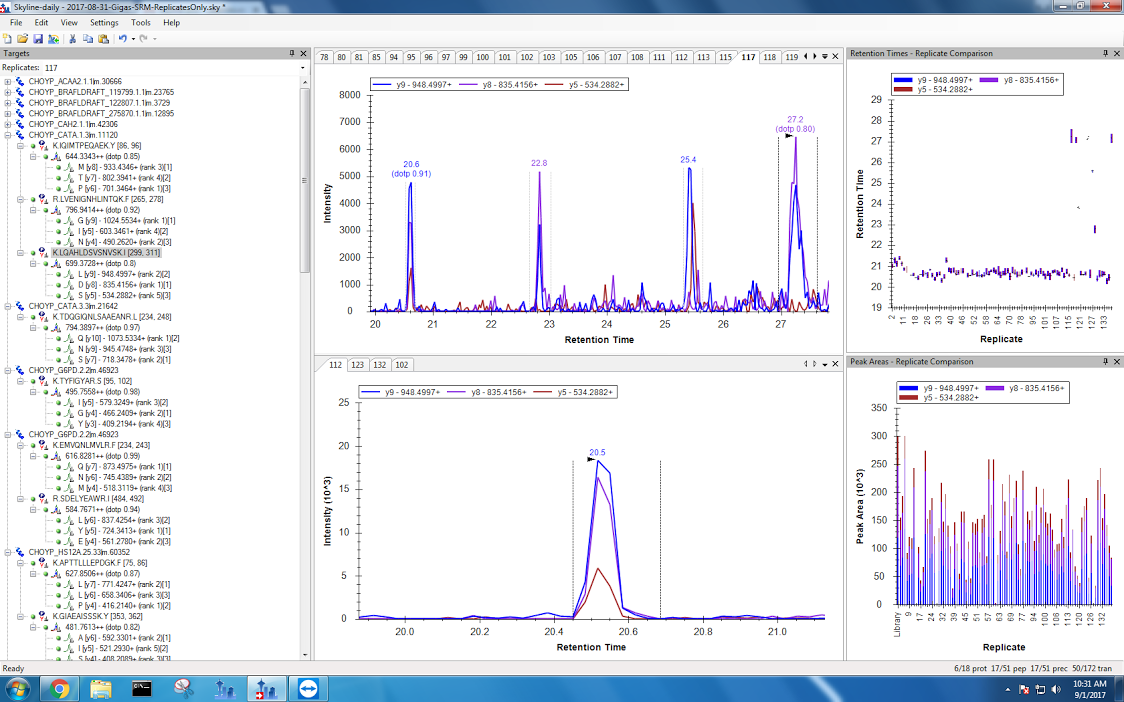 Skyline-daily - 2017-08-31-Gigas-SRM-ReplicatesOnly.sky *
File Edit View Settings Tools Help
Targets
Replicates: 117
CHOYP_ACAA2.1.1|m.30666
CHOYP_BRAFLDRAFT_119799.1.1|m.23765
CHOYP_BRAFLDRAFT_122807.1.1|m.3729
CHOYP_BRAFLDRAFT_275870.1.1|m.12895
CHOYP_CAH2.1.1|m.42306
CHOYP_CATA.1.3|m.11120
K.IQIMTPEQAEK.Y [86, 96]
644.3343++ (dotp 0.85)
M [y8] - 933.4346+ (rank 3)[1]
T [y7] - 802.3941+ (rank 4)[2]
P [y6] - 701.3464+ (rank 1)[3]
R.LVENIGNHLINTQK.F [265, 278]
796.9414++ (dotp 0.92)
G [y9] - 1024.5534+ (rank 1)[1]
I [y5] - 603.3461+ (rank 4)[2]
N [y4] - 490.2620+ (rank 2)[3]
K.LQAHLDSVSNVSK.I [299, 311]
699.3728++ (dotp 0.8)
L [y9] - 948.4997+ (rank 2)[2]
D [y8] - 835.4156+ (rank 1)[1]
S [y5] - 534.2882+ (rank 5)[3]
CHOYP_CATA.3.3|m.21642
K.TDQGIQNLSAAEANR.L [234, 248]
794.3897++ (dotp 0.97)
Q [y10] - 1073.5334+ (rank 1)[2]
N [y9] - 945.4748+ (rank 3)[3]
S [y7] - 718.3478+ (rank 2)[1]
CHOYP_G6PD.2.2|m.46923
K.TYFIGYAR.S [95, 102]
495.7558++ (dotp 0.98)
I [y5] - 579.3249+ (rank 3)[2]
G [y4] - 466.2409+ (rank 2)[1]
Y [y3] - 409.2194+ (rank 4)[3]
CHOYP_G6PD.2.2|m.46923
K.EMVQNLMVLR.F [234, 243]
616.8281++ (dotp 0.99)
Q [y7] - 873.4975+ (rank 1)[1]
N [y6] - 745.4389+ (rank 2)[2]
M [y4] - 518.3119+ (rank 4)[3]
R.SDELYEAWR.I [484, 492]
584.7671++ (dotp 0.94)
L [y6] - 837.4254+ (rank 3)[2]
Y [y5] - 724.3413+ (rank 1)[1]
E [y4] - 561.2780+ (rank 2)[3]
CHOYP_HS12A.25.33|m.60352
K.APTTLLLEPDGK.F [75, 86]
627.8506++ (dotp 0.87)
L [y7] - 771.4247+ (rank 2)[1]
L [y6] - 658.3406+ (rank 3)[3]
P [y4] - 416.2140+ (rank 1)[2]
K.GIAEAISSSK.Y [353, 362]
481.7613++ (dotp 0.82)
A [y6] - 592.3301+ (rank 2)[1]
I [y5] - 521.2930+ (rank 5)[2]
S [y4] - 408.2089+ (rank 3)[3]
78 80 81 85 94 95 96 97 99 100 101 102 103 105 106 108 111 112 113 115 116 117 118 119
y9 - 948.4997+ y8 - 835.4156+ y5 - 534.2882+
8000
7000
6000
5000
4000
3000
2000
1000
0
Intensity
20.6
(dotp 0.91)
22.8
25.4
27.2
(dotp 0.80)
20 21 22 23 24 25 26 27
Retention Time
112 123 132 102
y9 - 948.4997+ y8 - 835.4156+ y5 - 534.2882+
25
20
15
10
5
0
Intensity (10^3)
20.5
20.0 20.2 20.4 20.6 20.8 21.0
Retention Time
Retention Times - Replicate Comparison
y9 - 948.4997+ y8 - 835.4156+
y5 - 534.2882+
29
28
27
26
25
24
23
22
21
20
19
Retention Time
2 11 18 26 33 40 46 52 59 64 70 78 95 101 107 115 121 127 133
Replicate
Peak Areas - Replicate Comparison
y9 - 948.4997+ y8 - 835.4156+
y5 - 534.2882+
350
300
250
200
150
100
50
0
Peak Area (10^3)
Library 9 17 24 32 39 45 51 57 63 69 77 94 100 106 113 120 126 132
Replicate
Ready
6/18 prot 17/51 pep 17/51 prec 50/172 tran
10:31 AM
9/1/2017